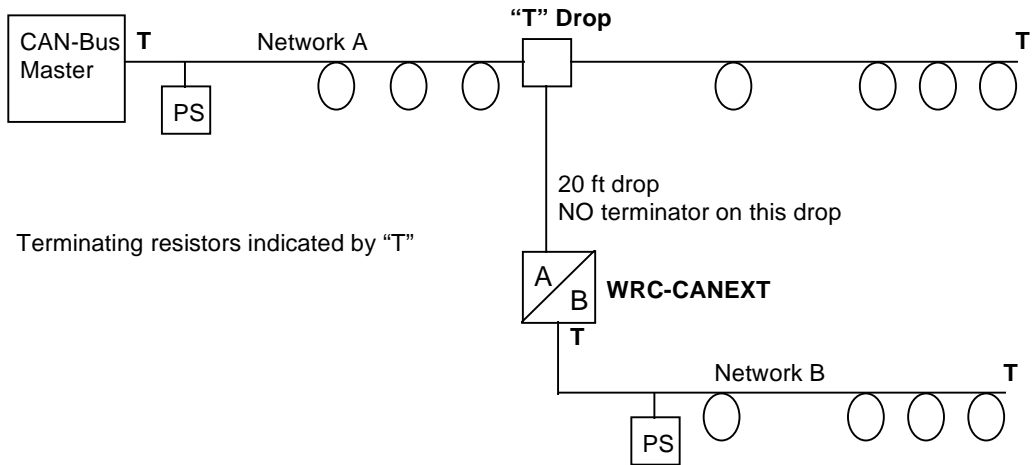 “T” Drop
CAN-Bus
Master
T
Network A
T
PS
20 ft drop
NO terminator on this drop
Terminating resistors indicated by “T”
A
B
WRC-CANEXT
T
Network B
T
PS